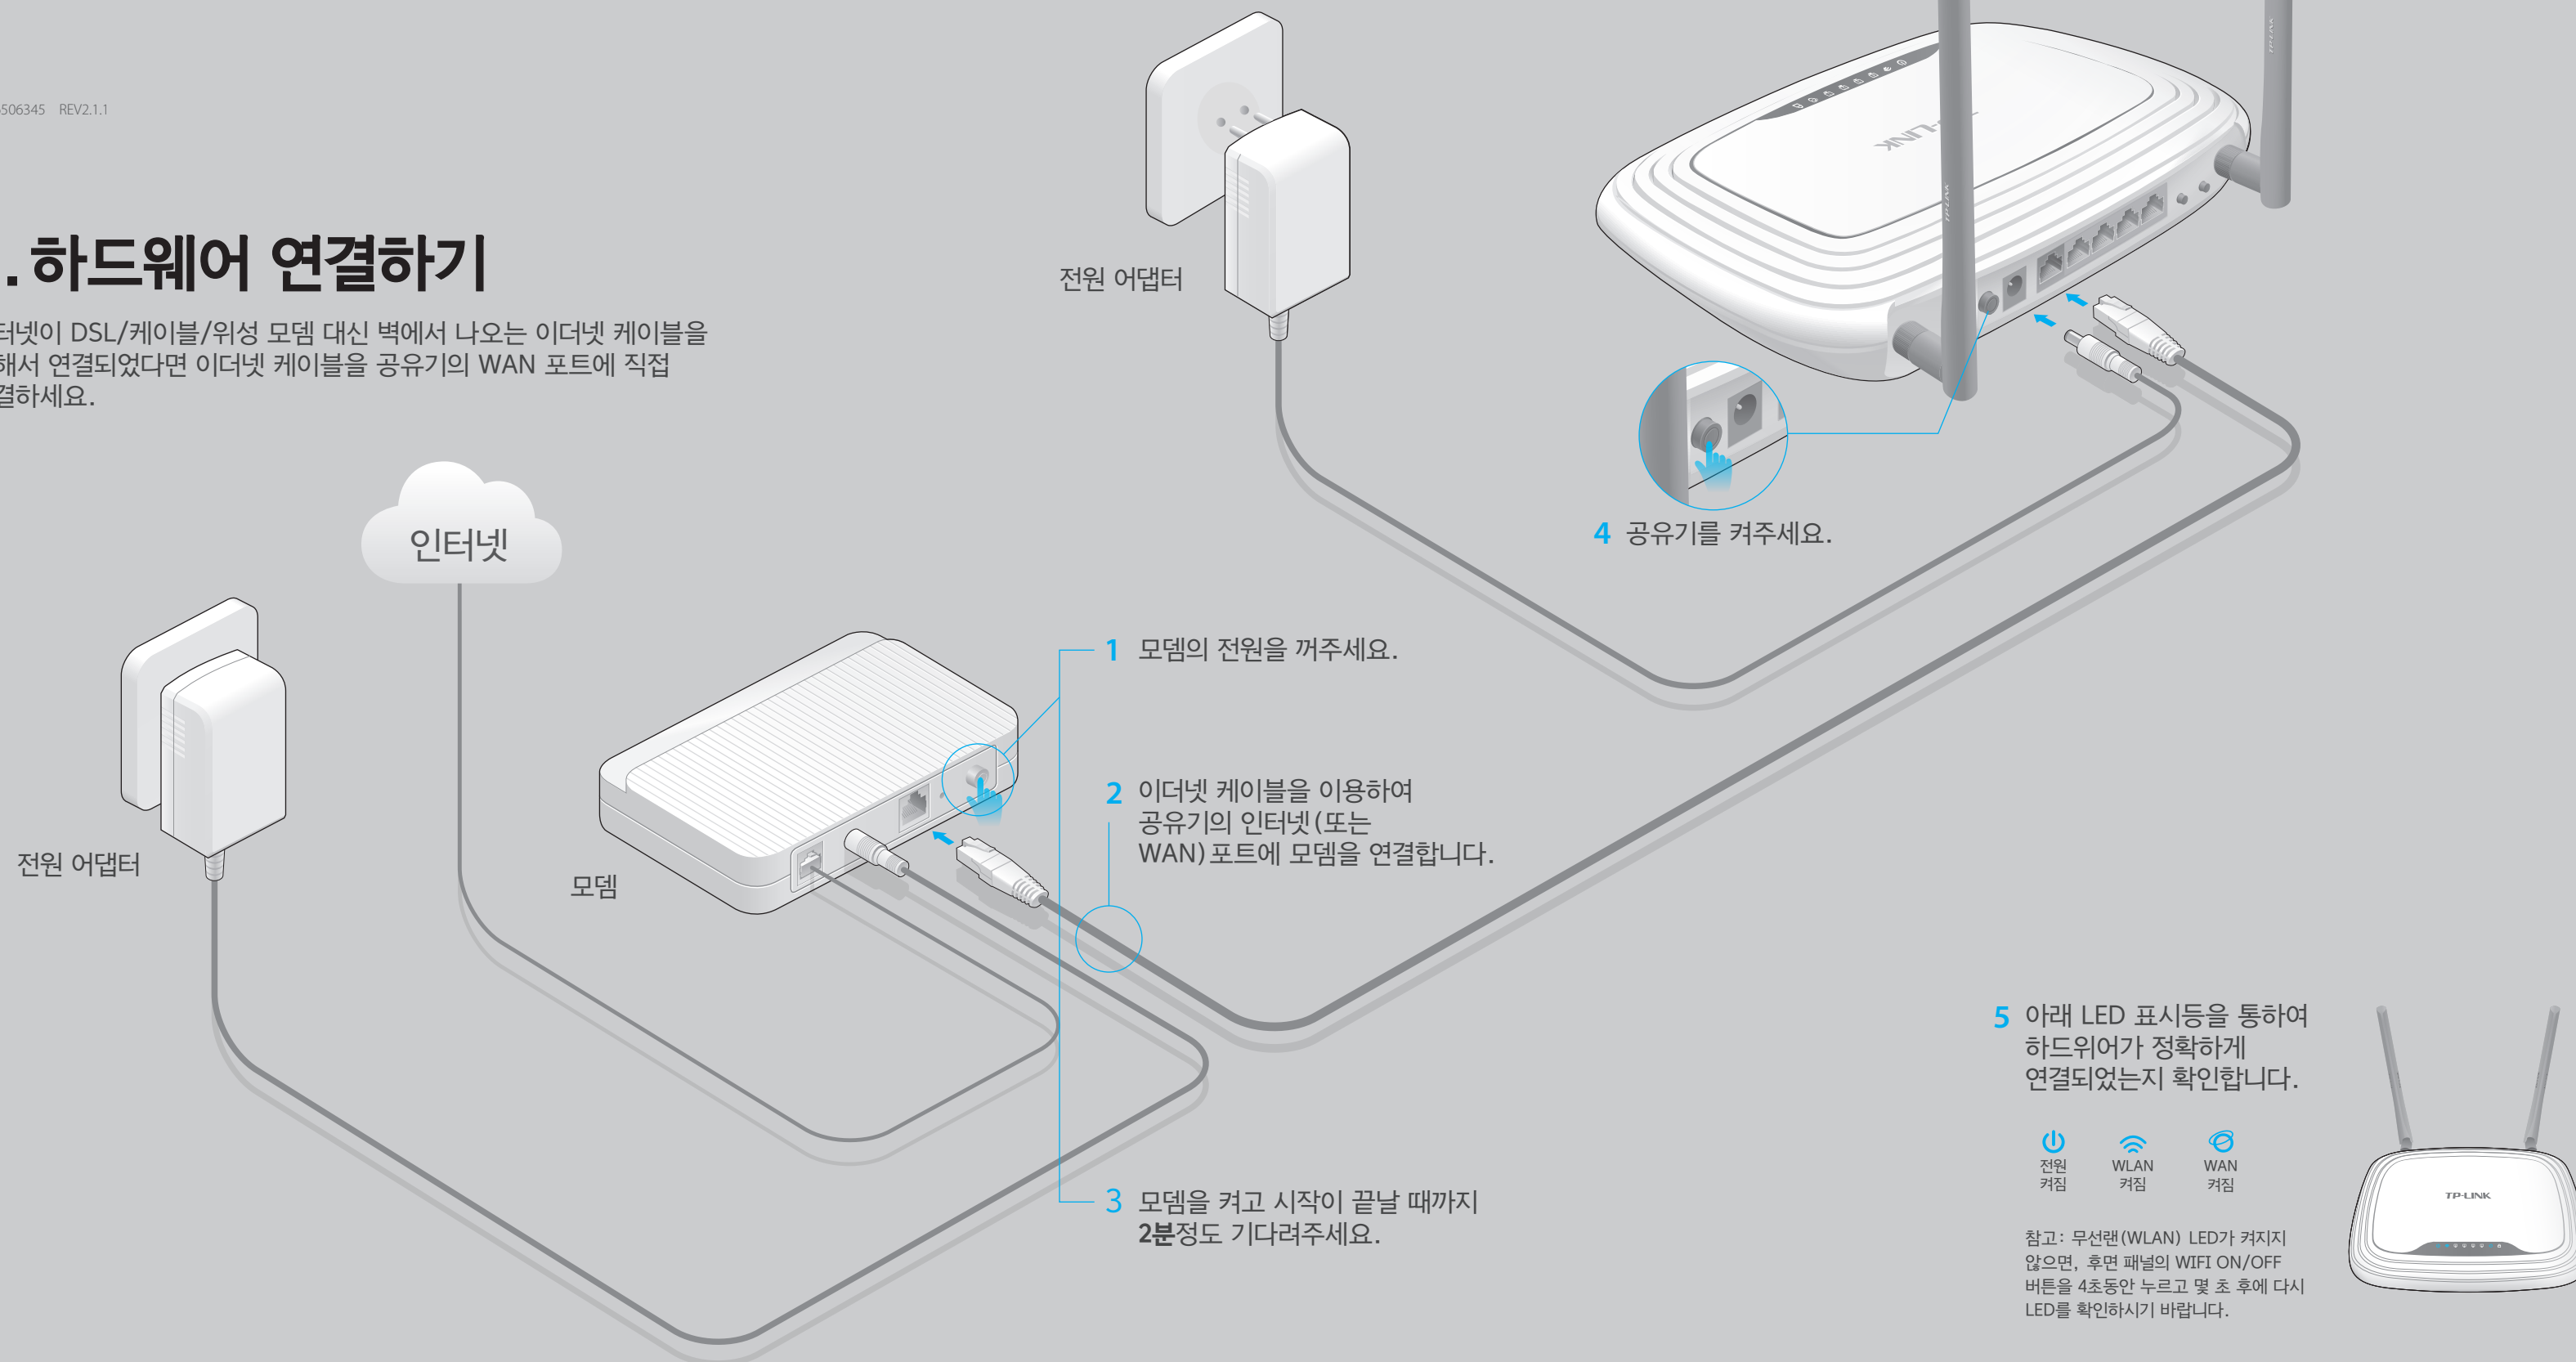 506345 REV2.1.1
. 하드웨어 연결하기
터넷이 DSL/케이블/위성 모뎀 대신 벽에서 나오는 이더넷 케이블을
해서 연결되었다면 이더넷 케이블을 공유기의 WAN 포트에 직접
결하세요.
전원 어댑터
TP-LINK
4 공유기를 켜주세요.
인터넷
1 모뎀의 전원을 꺼주세요.
2 이더넷 케이블을 이용하여
공유기의 인터넷(또는
WAN)포트에 모뎀을 연결합니다.
전원 어댑터
모뎀
3 모뎀을 켜고 시작이 끝날 때까지
2분정도 기다려주세요.
5 아래 LED 표시등을 통하여
하드위어가 정확하게
연결되었는지 확인합니다.
전원
켜짐
WLAN
켜짐
WAN
켜짐
TP-LINK
참고: 무선랜(WLAN) LED가 켜지지
않으면, 후면 패널의 WIFI ON/OFF
버튼을 4초동안 누르고 몇 초 후에 다시
LED를 확인하시기 바랍니다.